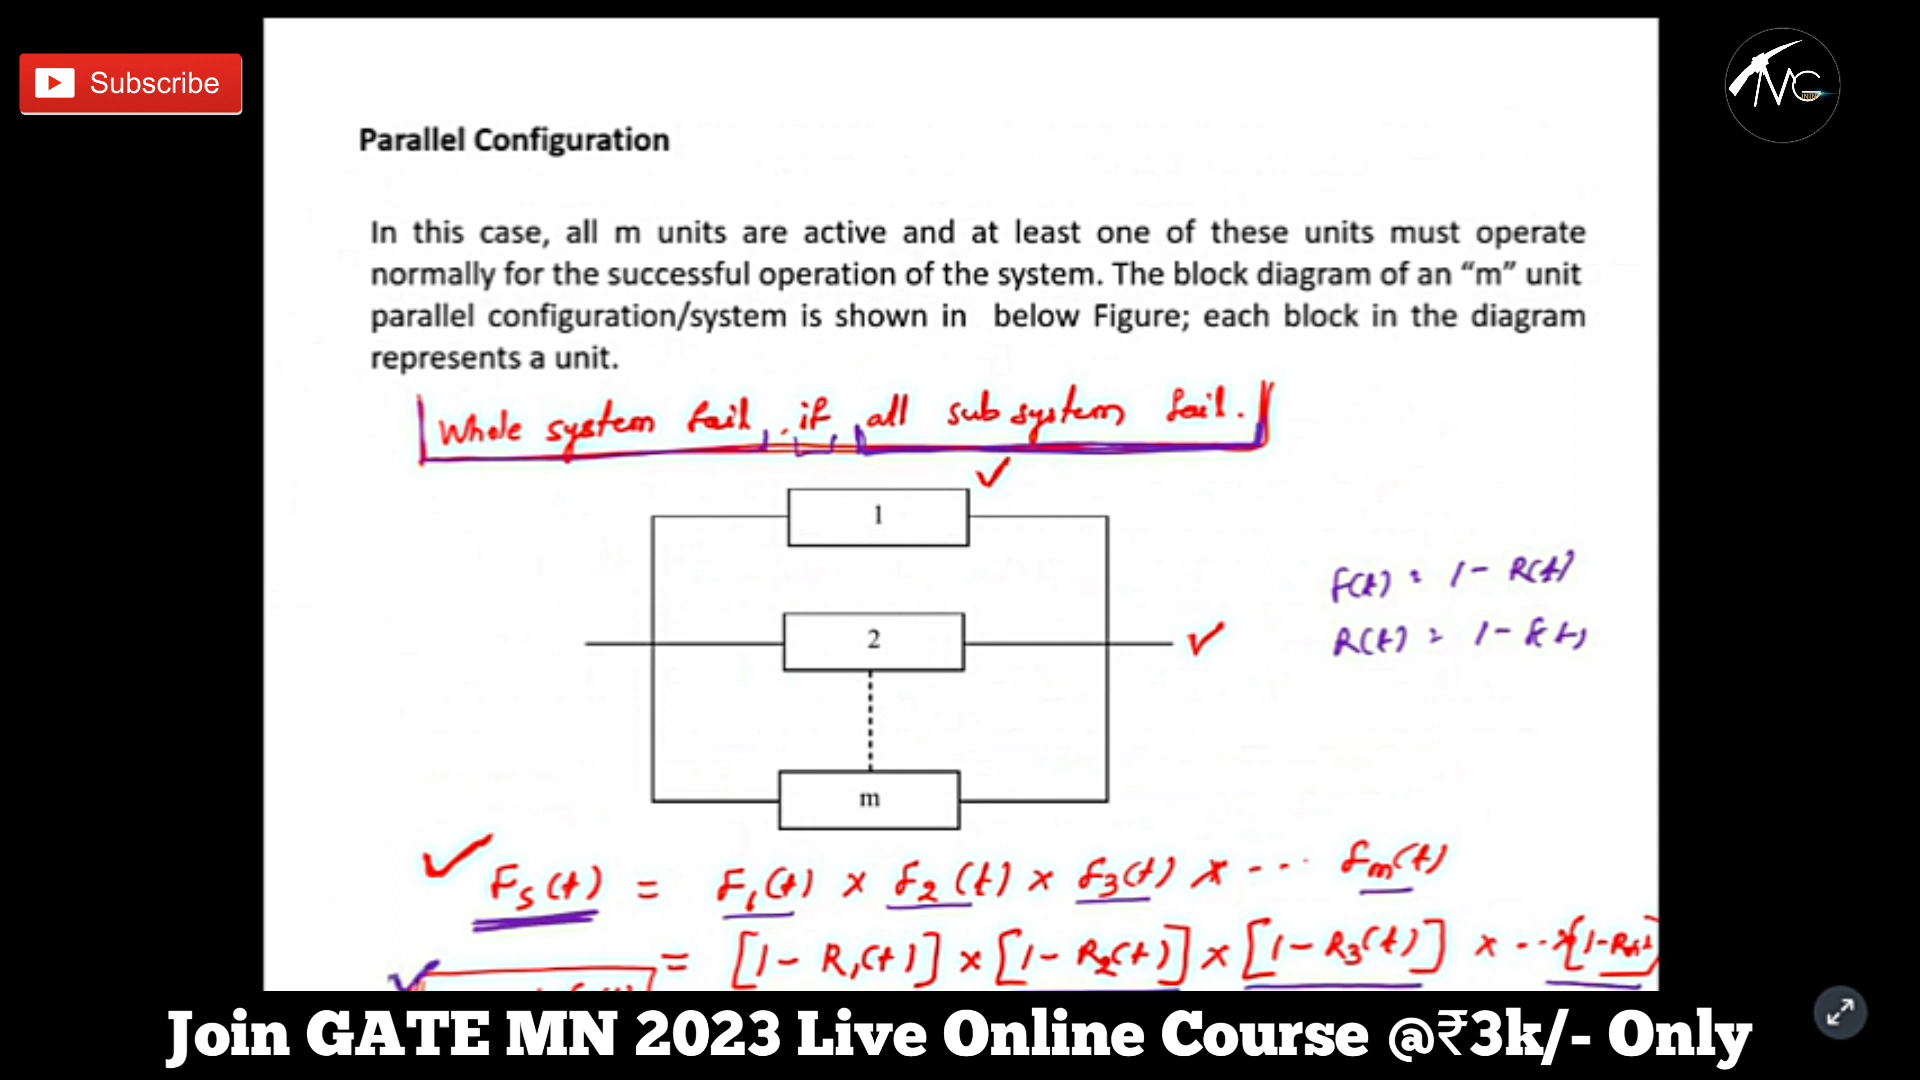 Subscribe
MG
Parallel Configuration
In this case, all m units are active and at least one of these units must operate
normally for the successful operation of the system. The block diagram of an “m” unit
parallel configuration/system is shown in below Figure; each block in the diagram
represents a unit.
Whole system fail, if all sub system fail.
1
F(t) = 1 - R(t)
2
R(t) = 1 - F(t)
m
Fs(t) = F1(t) × F2(t) × F3(t) × --- Fm(t)
= [1 - R1(t)] × [1 - R2(t)] × [1 - R3(t)] × --
Join GATE MN 2023 Live Online Course @₹3k/- Only